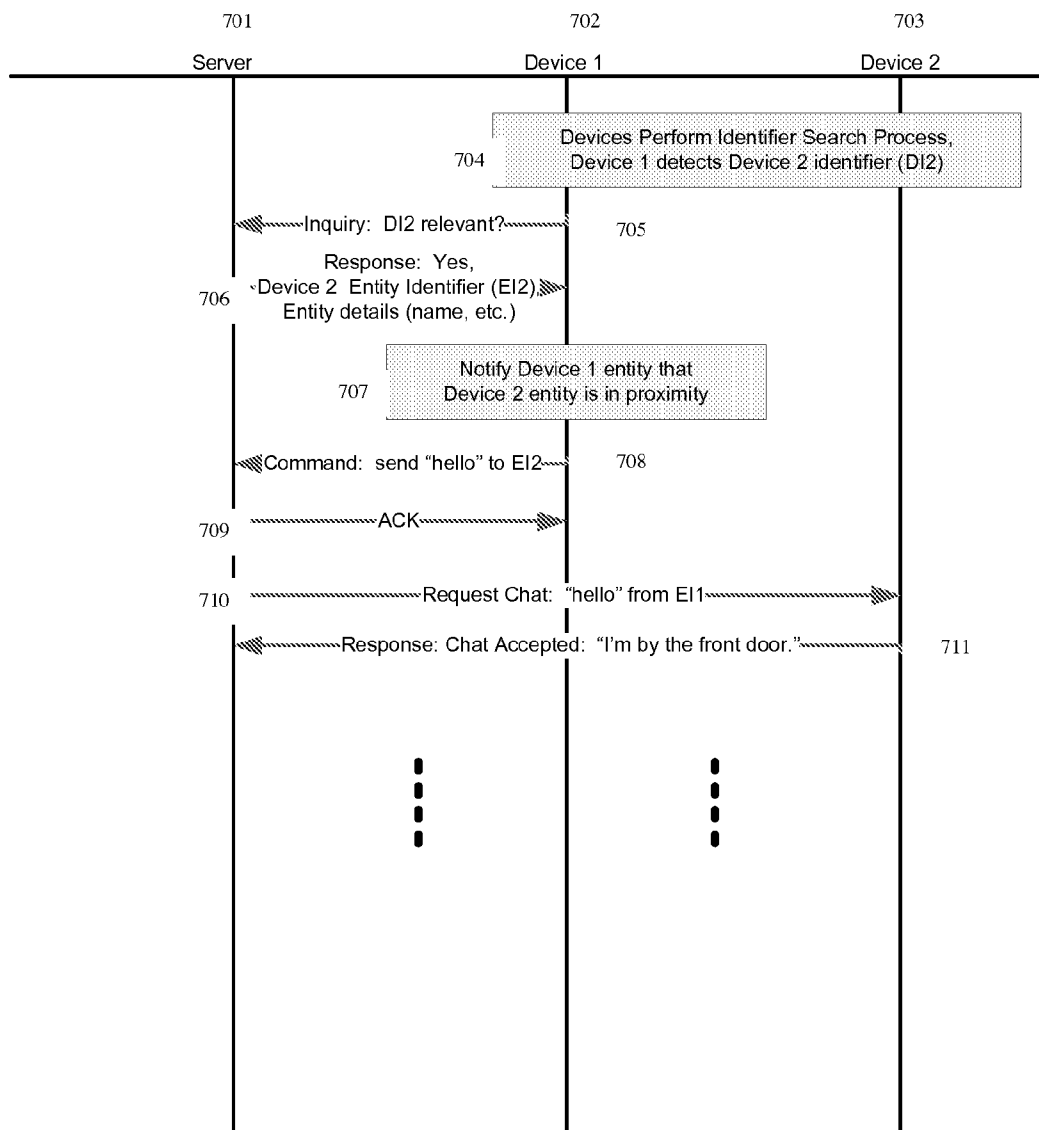 701 702 703
Server Device 1 Device 2
Devices Perform Identifier Search Process,
704 Device 1 detects Device 2 identifier (DI2)
Inquiry: DI2 relevant? 705
Response: Yes,
706 Device 2 Entity Identifier (EI2),
Entity details (name, etc.)
Notify Device 1 entity that
707 Device 2 entity is in proximity
Command: send “hello” to EI2 708
709 ACK
710 Request Chat: “hello” from EI1
Response: Chat Accepted: “I'm by the front door.” 711